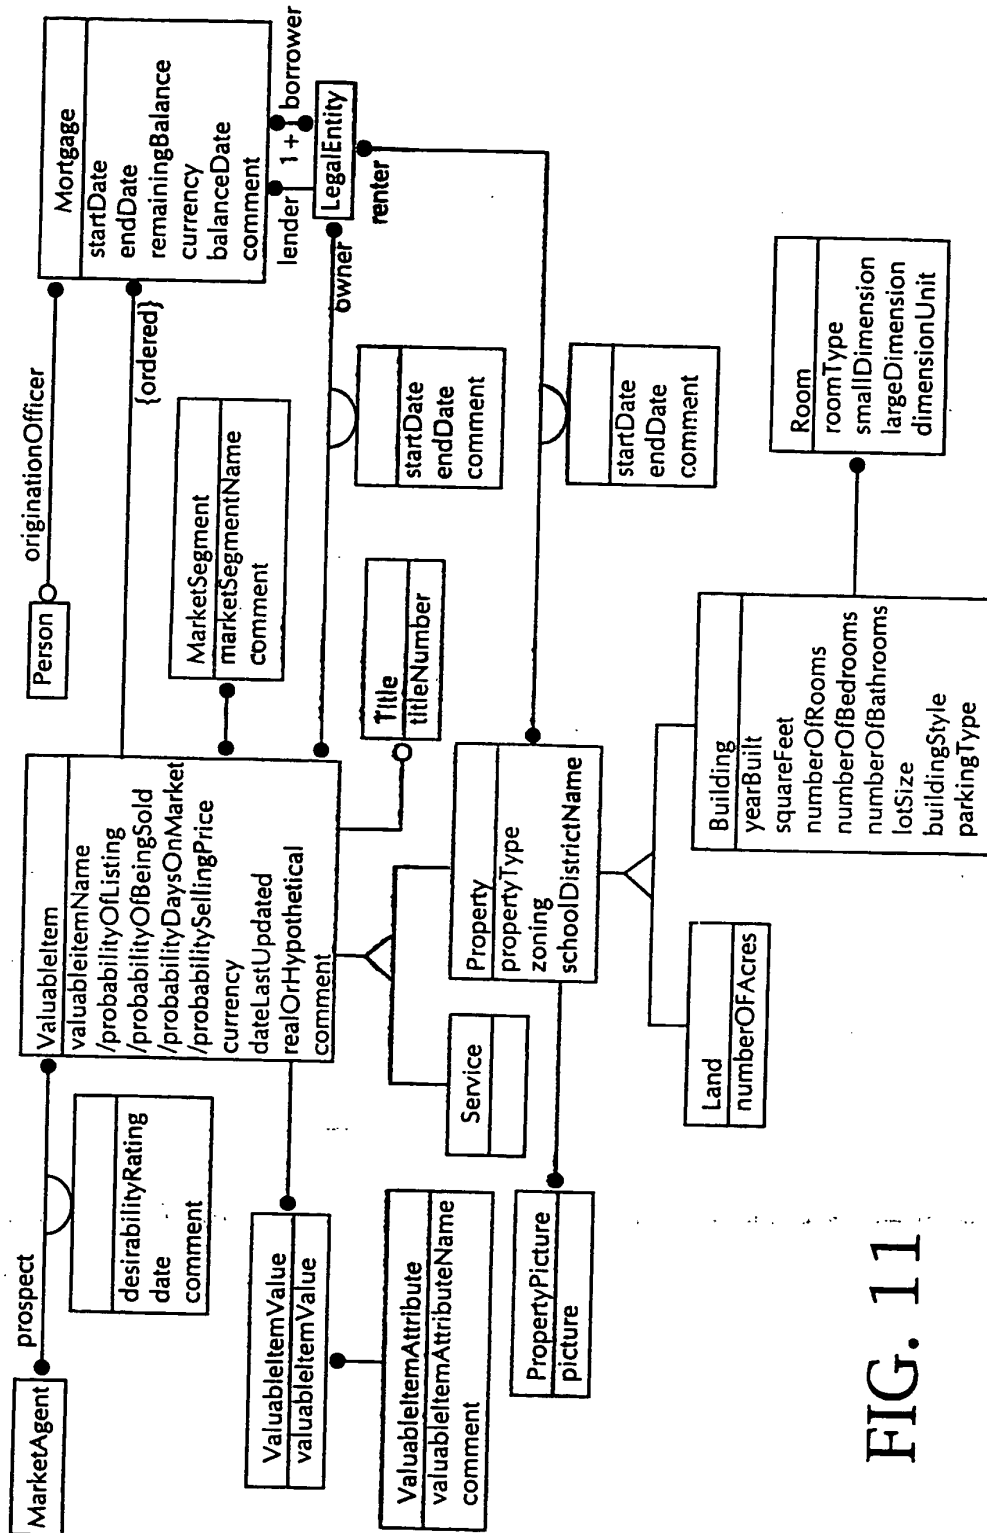 MarketAgent
prospect
desirabilityRating
date
comment
ValuableItem
valuableitemName
/probabilityOfListing
/probabilityOfBeingSold
/probabilityDaysOnMarket
/probabilitySellingPrice
currency
dateLastUpdated
realOrHypothetical
comment
Person
originationOfficer
{ordered}
Mortgage
startDate
endDate
remainingBalance
currency
balanceDate
comment
lender
1+
borrower
LegalEntity
owner
renter
MarketSegment
marketSegmentName
comment
startDate
endDate
comment
Title
titleNumber
startDate
endDate
comment
ValuableItemValue
valuableItemValue
ValuableItemAttribute
valuableItemAttributeName
comment
Service
Property
propertyType
zoning
schoolDistrictName
PropertyPicture
picture
Land
numberOFAcres
Building
yearBuilt
squareFeet
numberOfRooms
numberOfBedrooms
numberOfBathrooms
lotSize
buildingStyle
parkingType
Room
roomType
smallDimension
largeDimension
dimensionUnit
FIG. 11